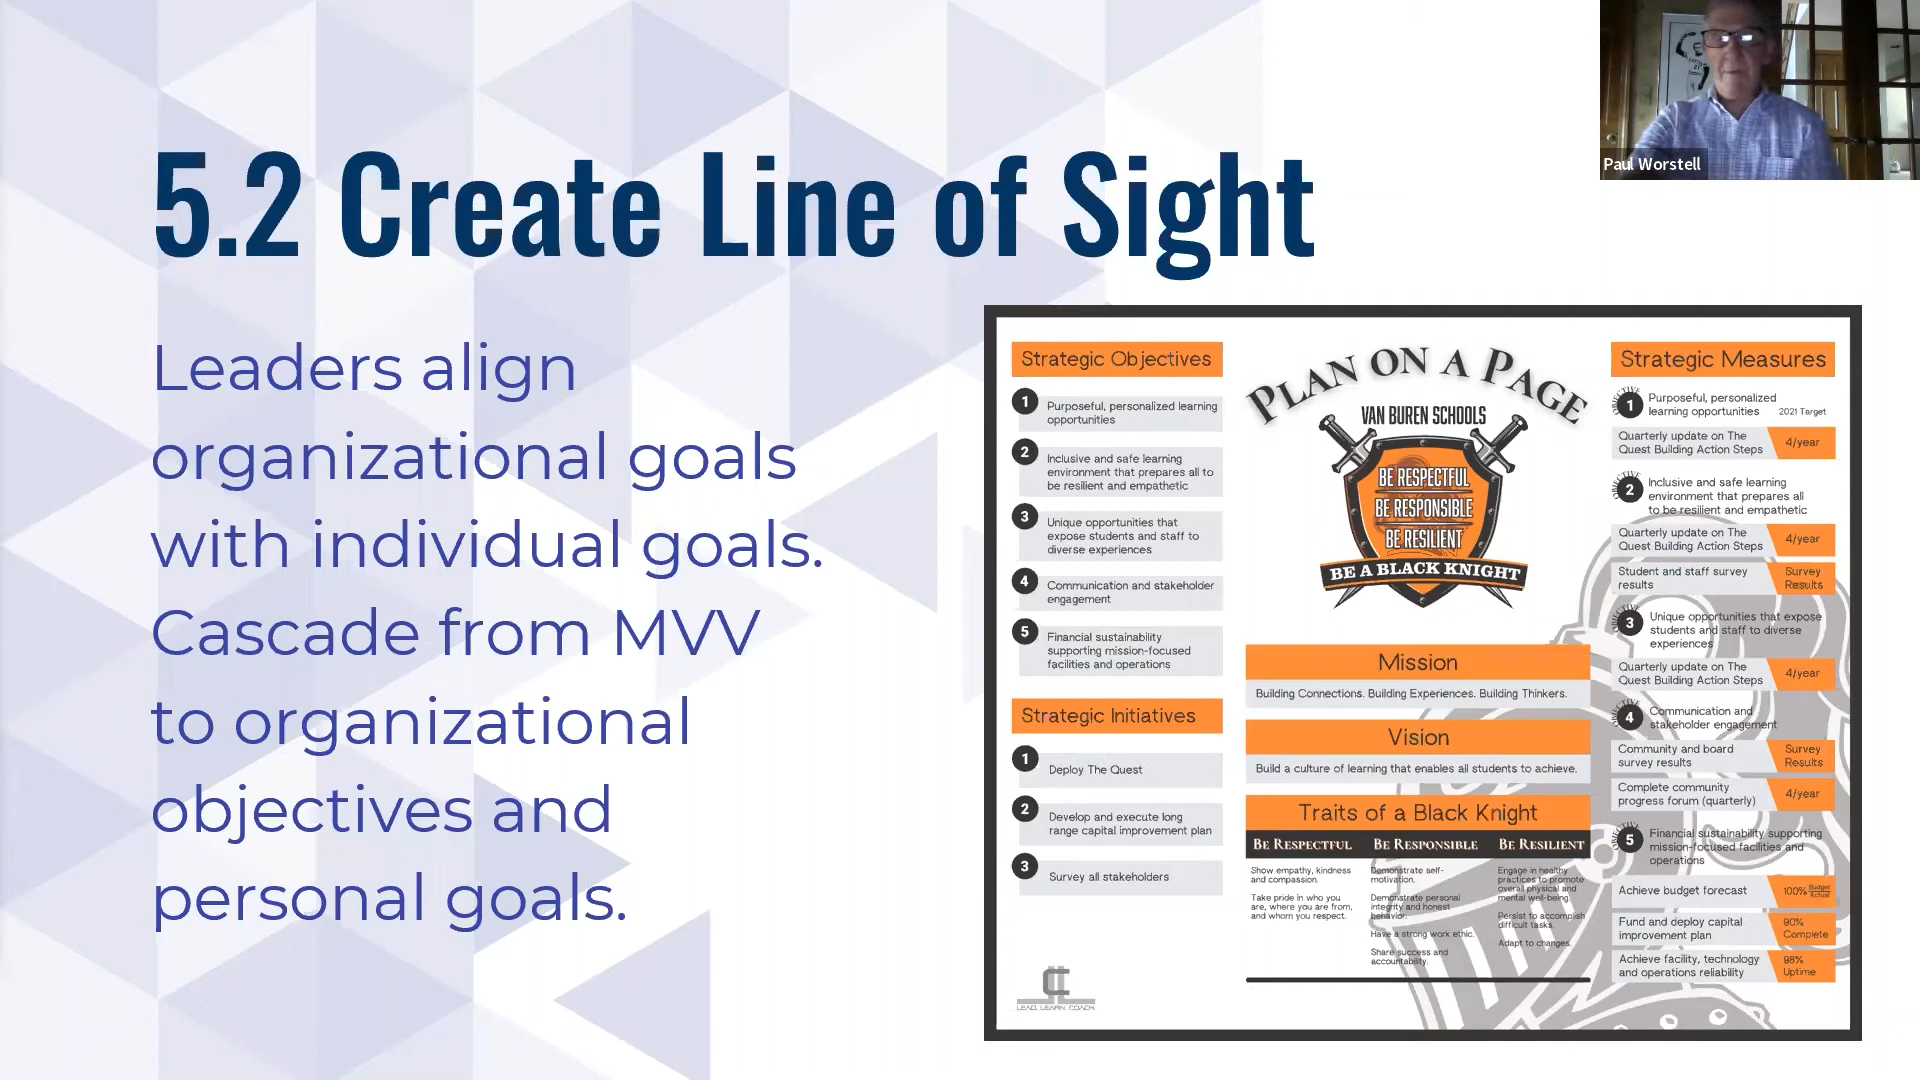 5.2 Create Line of Sight
Paul Worstell
Leaders align
organizational goals
with individual goals.
Cascade from MVV
to organizational
objectives and
personal goals.
Strategic Objectives
1
Purposeful, personalized learning
opportunities
2
Inclusive and safe learning
environment that prepares all to
be resilient and empathetic
3
Unique opportunities that
expose students and staff to
diverse experiences
4
Communication and stakeholder
engagement
5
Financial sustainability
supporting mission-focused
facilities and operations
Strategic Initiatives
1
Deploy The Quest
2
Develop and execute long
range capital improvement plan
3
Survey all stakeholders
LEAD. LEARN. COACH.
PLAN ON A PAGE
VAN BUREN SCHOOLS
BE RESPECTFUL
BE RESPONSIBLE
BE RESILIENT
BE A BLACK KNIGHT
Mission
Building Connections. Building Experiences. Building Thinkers.
Vision
Build a culture of learning that enables all students to achieve.
Traits of a Black Knight
BE RESPECTFUL
Show empathy, kindness
and compassion.
Take pride in who you
are, where you are from,
and whom you respect.
BE RESPONSIBLE
Demonstrate self-
motivation.
Demonstrate personal
integrity and honest
behavior.
Have a strong work ethic.
Share success and
accountability.
BE RESILIENT
Engage in healthy
practices to promote
overall physical and
mental well-being.
Persist to accomplish
difficult tasks.
Adapt to changes.
Strategic Measures
OBJECTIVE 1
Purposeful, personalized
learning opportunities 2021 Target
Quarterly update on The
Quest Building Action Steps
4/year
OBJECTIVE 2
Inclusive and safe learning
environment that prepares all
to be resilient and empathetic
Quarterly update on The
Quest Building Action Steps
4/year
Student and staff survey
results
Survey
Results
OBJECTIVE 3
Unique opportunities that expose
students and staff to diverse
experiences
Quarterly update on The
Quest Building Action Steps
4/year
OBJECTIVE 4
Communication and
stakeholder engagement
Community and board
survey results
Survey
Results
Complete community
progress forum (quarterly)
4/year
OBJECTIVE 5
Financial sustainability supporting
mission-focused facilities and
operations
Achieve budget forecast
100% Budget
Actual
Fund and deploy capital
improvement plan
90%
Complete
Achieve facility, technology
and operations reliability
98%
Uptime